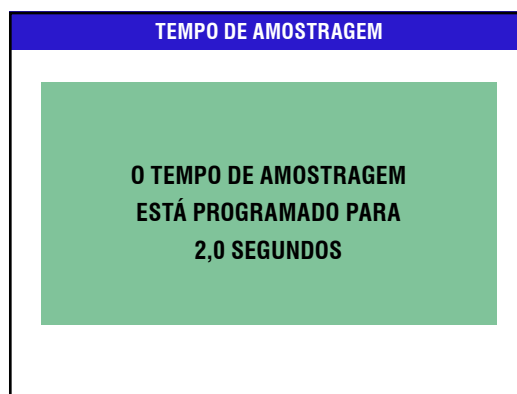 TEMPO DE AMOSTRAGEM
O TEMPO DE AMOSTRAGEM
ESTÁ PROGRAMADO PARA
2,0 SEGUNDOS